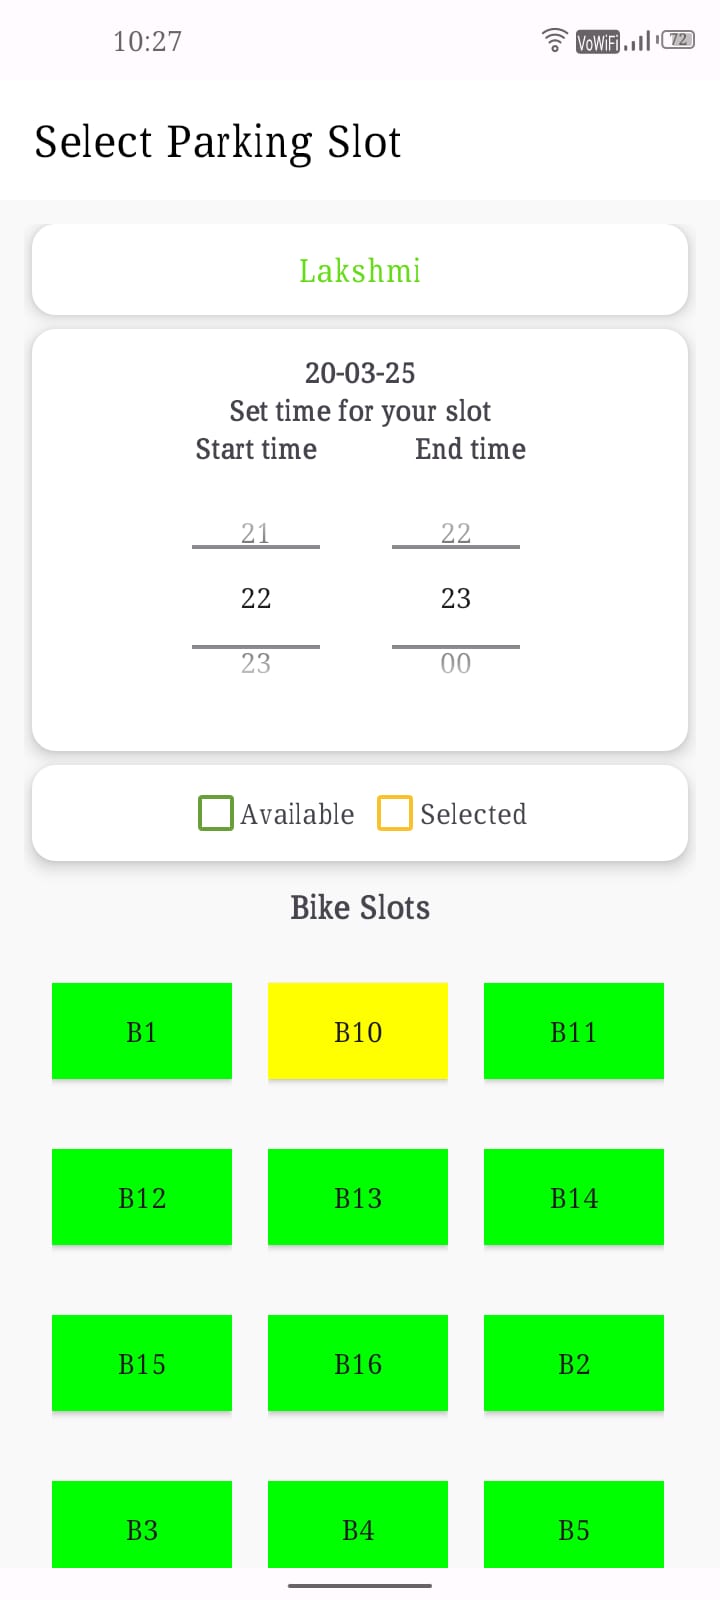 10:27 VoWiFi 72
Select Parking Slot
Lakshmi
20-03-25
Set time for your slot
Start time End time
21 22
22 23
23 00
Available Selected
Bike Slots
B1 B10 B11
B12 B13 B14
B15 B16 B2
B3 B4 B5